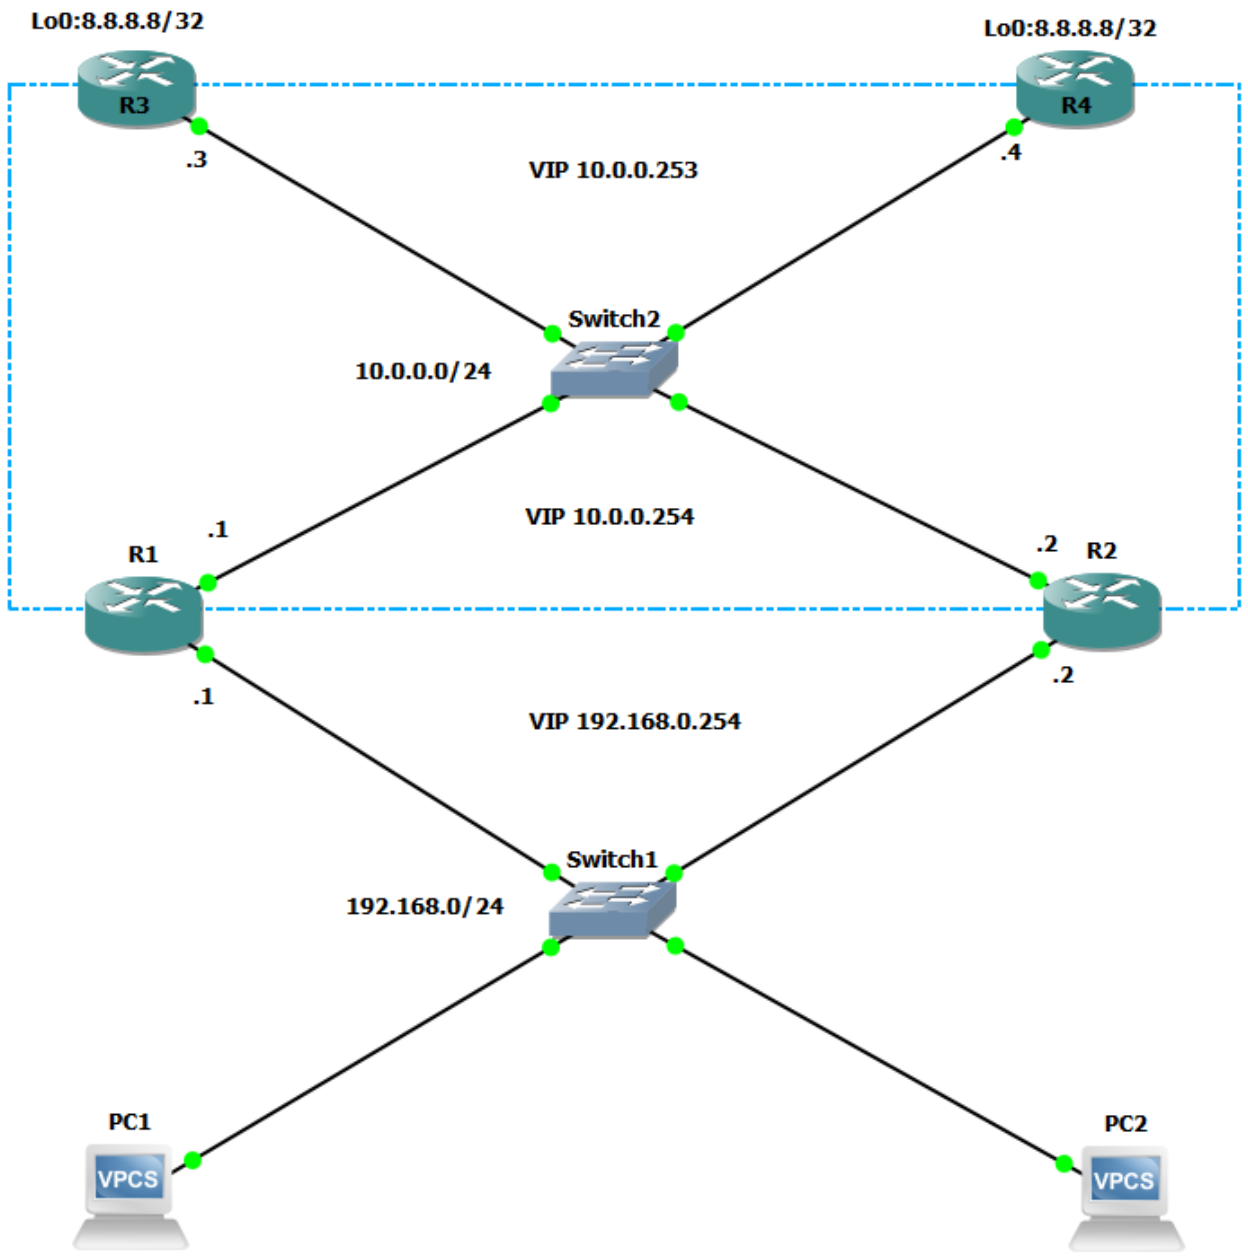 Lo0:8.8.8.8/32
Lo0:8.8.8.8/32
R3
R4
.3
.4
VIP 10.0.0.253
Switch2
10.0.0.0/24
VIP 10.0.0.254
.1
.2
R1
R2
.1
.2
VIP 192.168.0.254
Switch1
192.168.0/24
PC1
PC2
VPCS
VPCS